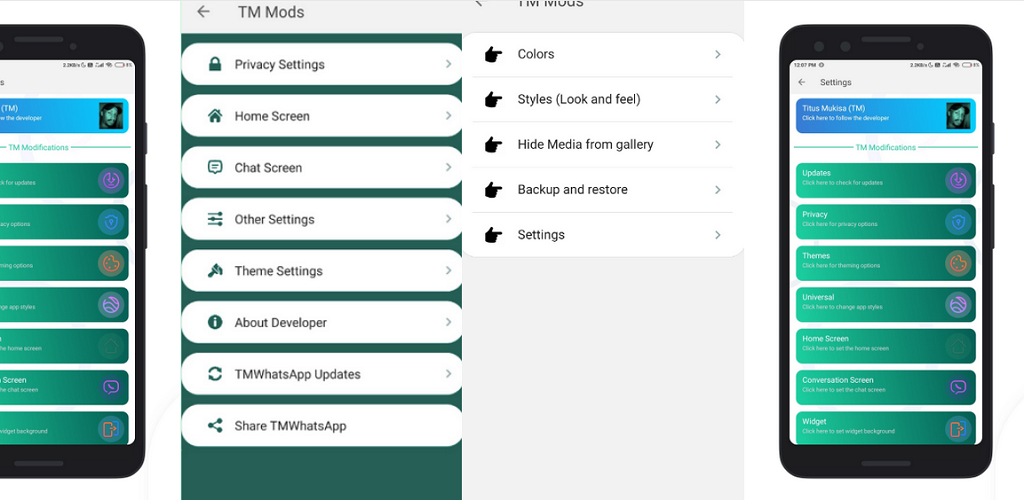 2.2KB/s
s
(TM)
ow the developer
TM Modifications
k for updates
acy options
eming options
nge app styles
n
the home screen
n Screen
the chat screen
widget background
TM Mods
Privacy Settings
Home Screen
Chat Screen
Other Settings
Theme Settings
About Developer
TMWhatsApp Updates
Share TMWhatsApp
TM Mods
Colors
Styles (Look and feel)
Hide Media from gallery
Backup and restore
Settings
12:07 PM
2.2KB/s
Settings
Titus Mukisa (TM)
Click here to follow the developer
TM Modifications
Updates
Click here to check for updates
Privacy
Click here for privacy options
Themes
Click here for theming options
Universal
Click here to change app styles
Home Screen
Click here to set the home screen
Conversation Screen
Click here to set the chat screen
Widget
Click here to set widget background